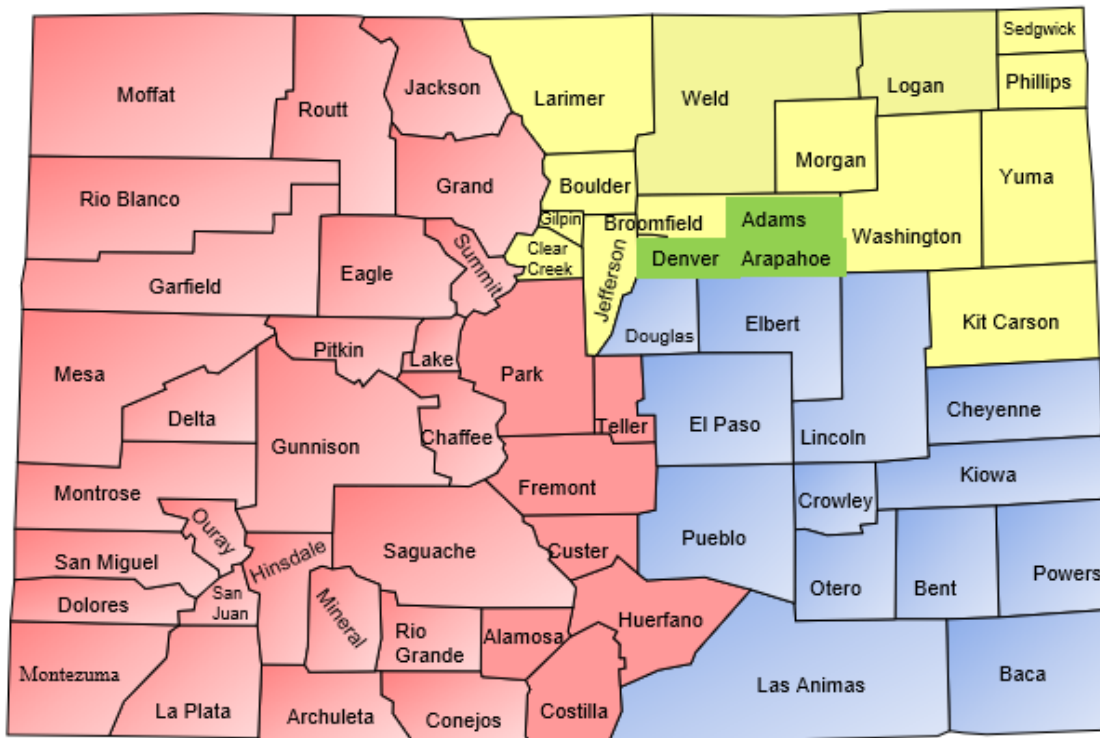 Sedgwick
Moffat
Routt
Jackson
Larimer
Weld
Logan
Phillips
Morgan
Yuma
Rio Blanco
Grand
Boulder
Gilpin
Broomfield
Adams
Washington
Clear
Creek
Summit
Eagle
Jefferson
Denver
Arapahoe
Garfield
Mesa
Pitkin
Lake
Park
Douglas
Elbert
Kit Carson
Delta
Gunnison
Chaffee
Teller
El Paso
Lincoln
Cheyenne
Montrose
Fremont
Crowley
Kiowa
Ouray
San Miguel
Hinsdale
Saguache
Custer
Pueblo
Otero
Bent
Powers
Dolores
San
Juan
Mineral
Rio
Grande
Alamosa
Huerfano
Montezuma
La Plata
Archuleta
Conejos
Costilla
Las Animas
Baca